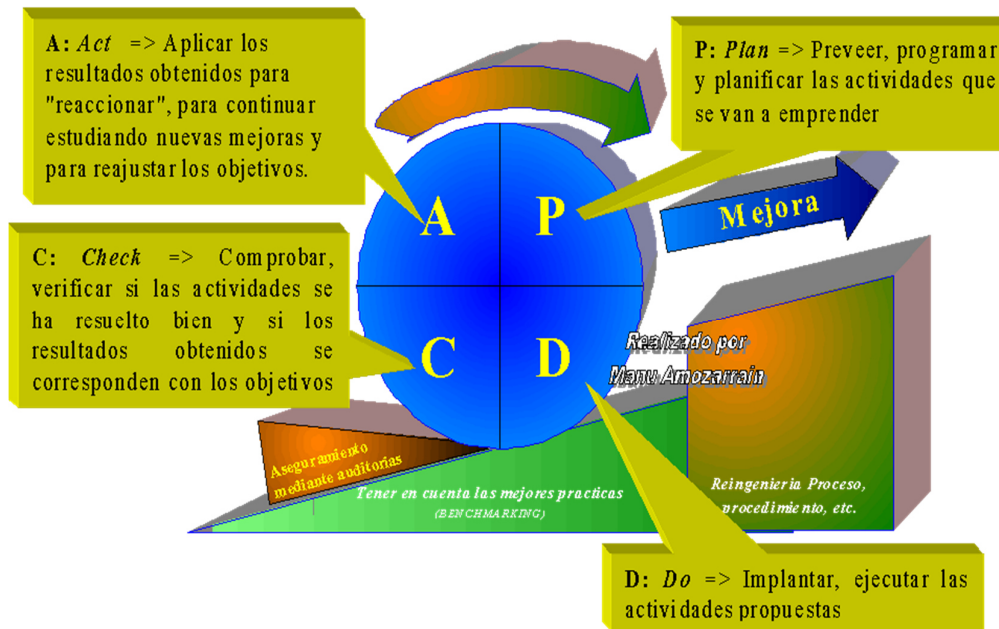 A: Act => Aplicar los
resultados obtenidos para
"reaccionar", para continuar
estudiando nuevas mejoras y
para reajustar los objetivos.
P: Plan => Preveer, programar
y planificar las actividades que
se van a emprender
A
P
Mejora
C: Check => Comprobar,
verificar si las actividades se
ha resuelto bien y si los
resultados obtenidos se
corresponden con los objetivos
C
D
Realizado por
Manu Amozarrain
Aseguramiento
mediante auditorias
Tener en cuenta las mejores practicas
(BENCHMARKING)
Reingenieria Proceso,
procedimiento, etc.
D: Do => Implantar, ejecutar las
actividades propuestas